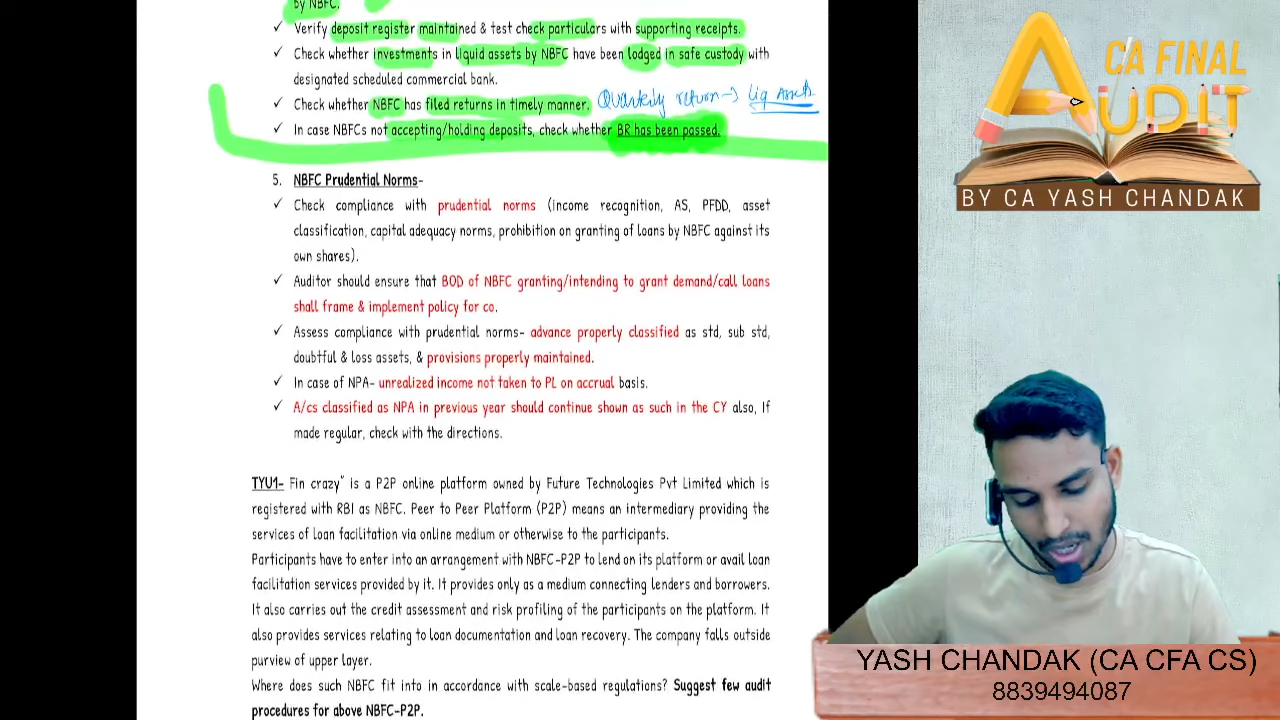 by NBFC.
✓ Verify deposit register maintained & test check particulars with supporting receipts.
✓ Check whether investments in liquid assets by NBFC have been lodged in safe custody with
designated scheduled commercial bank.
✓ Check whether NBFC has filed returns in timely manner. Quarterly return → Liq Assets
✓ In case NBFCs not accepting/holding deposits, check whether BR has been passed.
5. NBFC Prudential Norms-
✓ Check compliance with prudential norms (income recognition, AS, PFDD, asset
classification, capital adequacy norms, prohibition on granting of loans by NBFC against its
own shares).
✓ Auditor should ensure that BOD of NBFC granting/intending to grant demand/call loans
shall frame & implement policy for co.
✓ Assess compliance with prudential norms- advance properly classified as std, sub std,
doubtful & loss assets, & provisions properly maintained.
✓ In case of NPA- unrealized income not taken to PL on accrual basis.
✓ A/cs classified as NPA in previous year should continue shown as such in the CY also, If
made regular, check with the directions.
TYU1- Fin crazy" is a P2P online platform owned by Future Technologies Pvt Limited which is
registered with RBI as NBFC. Peer to Peer Platform (P2P) means an intermediary providing the
services of loan facilitation via online medium or otherwise to the participants.
Participants have to enter into an arrangement with NBFC-P2P to lend on its platform or avail loan
facilitation services provided by it. It provides only as a medium connecting lenders and borrowers.
It also carries out the credit assessment and risk profiling of the participants on the platform. It
also provides services relating to loan documentation and loan recovery. The company falls outside
purview of upper layer.
Where does such NBFC fit into in accordance with scale-based regulations? Suggest few audit
procedures for above NBFC-P2P.
CA FINAL
AUDIT
BY CA YASH CHANDAK
YASH CHANDAK (CA CFA CS)
8839494087